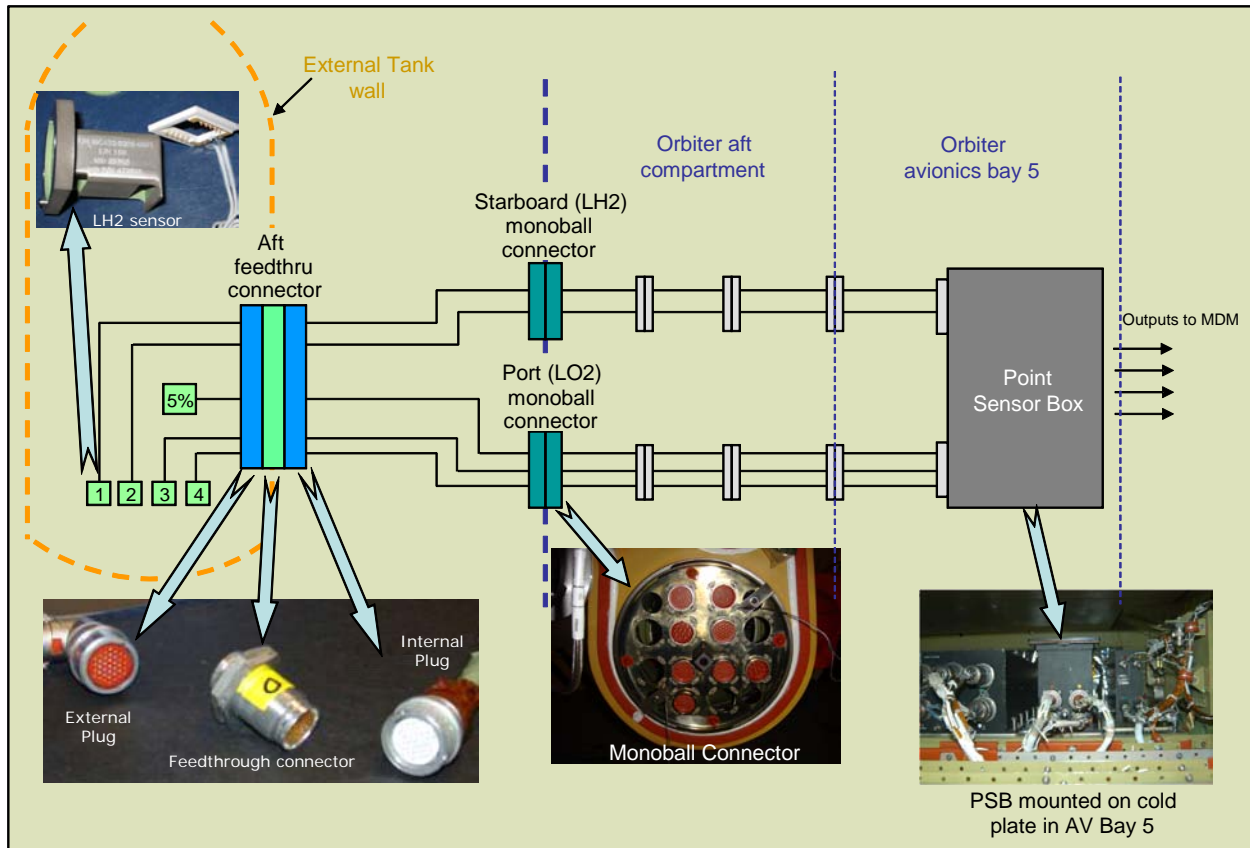 External Tank
wall
LH2 sensor
Orbiter aft
compartment
Orbiter
avionics bay 5
Starboard (LH2)
monoball
connector
Aft
feedthru
connector
Outputs to MDM
Port (LO2)
monoball
connector
Point
Sensor Box
5%
1
2
3
4
External
Plug
Feedthrough connector
Internal
Plug
Monoball Connector
PSB mounted on cold
plate in AV Bay 5